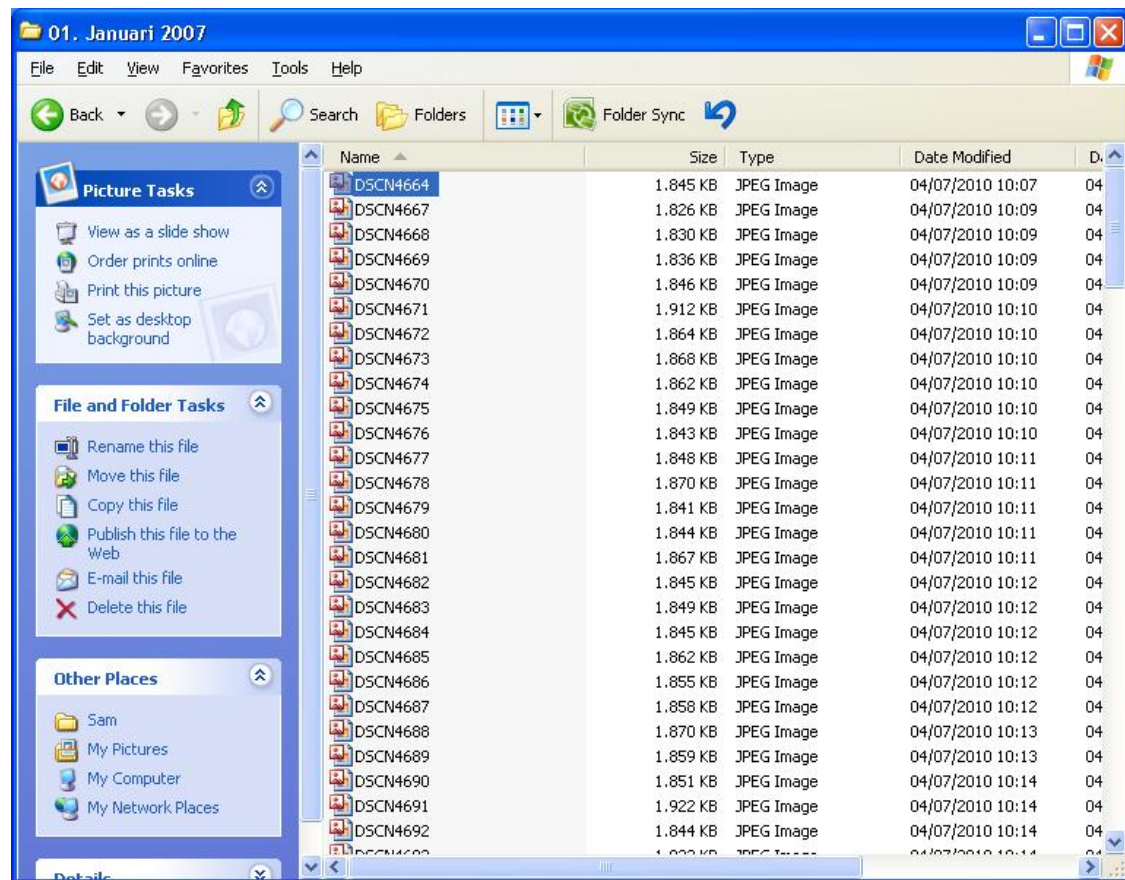 01. Januari 2007
File Edit View Favorites Tools Help
Back Search Folders Folder Sync
Picture Tasks
View as a slide show
Order prints online
Print this picture
Set as desktop
background
File and Folder Tasks
Rename this file
Move this file
Copy this file
Publish this file to the
Web
E-mail this file
Delete this file
Other Places
Sam
My Pictures
My Computer
My Network Places
Details
Name Size Type Date Modified D
DSCN4664 1.845 KB JPEG Image 04/07/2010 10:07 04
DSCN4667 1.826 KB JPEG Image 04/07/2010 10:09 04
DSCN4668 1.830 KB JPEG Image 04/07/2010 10:09 04
DSCN4669 1.836 KB JPEG Image 04/07/2010 10:09 04
DSCN4670 1.846 KB JPEG Image 04/07/2010 10:09 04
DSCN4671 1.912 KB JPEG Image 04/07/2010 10:10 04
DSCN4672 1.864 KB JPEG Image 04/07/2010 10:10 04
DSCN4673 1.868 KB JPEG Image 04/07/2010 10:10 04
DSCN4674 1.862 KB JPEG Image 04/07/2010 10:10 04
DSCN4675 1.849 KB JPEG Image 04/07/2010 10:10 04
DSCN4676 1.843 KB JPEG Image 04/07/2010 10:10 04
DSCN4677 1.848 KB JPEG Image 04/07/2010 10:11 04
DSCN4678 1.870 KB JPEG Image 04/07/2010 10:11 04
DSCN4679 1.841 KB JPEG Image 04/07/2010 10:11 04
DSCN4680 1.844 KB JPEG Image 04/07/2010 10:11 04
DSCN4681 1.867 KB JPEG Image 04/07/2010 10:11 04
DSCN4682 1.845 KB JPEG Image 04/07/2010 10:12 04
DSCN4683 1.849 KB JPEG Image 04/07/2010 10:12 04
DSCN4684 1.845 KB JPEG Image 04/07/2010 10:12 04
DSCN4685 1.862 KB JPEG Image 04/07/2010 10:12 04
DSCN4686 1.855 KB JPEG Image 04/07/2010 10:12 04
DSCN4687 1.858 KB JPEG Image 04/07/2010 10:12 04
DSCN4688 1.870 KB JPEG Image 04/07/2010 10:13 04
DSCN4689 1.859 KB JPEG Image 04/07/2010 10:13 04
DSCN4690 1.851 KB JPEG Image 04/07/2010 10:14 04
DSCN4691 1.922 KB JPEG Image 04/07/2010 10:14 04
DSCN4692 1.844 KB JPEG Image 04/07/2010 10:14 04